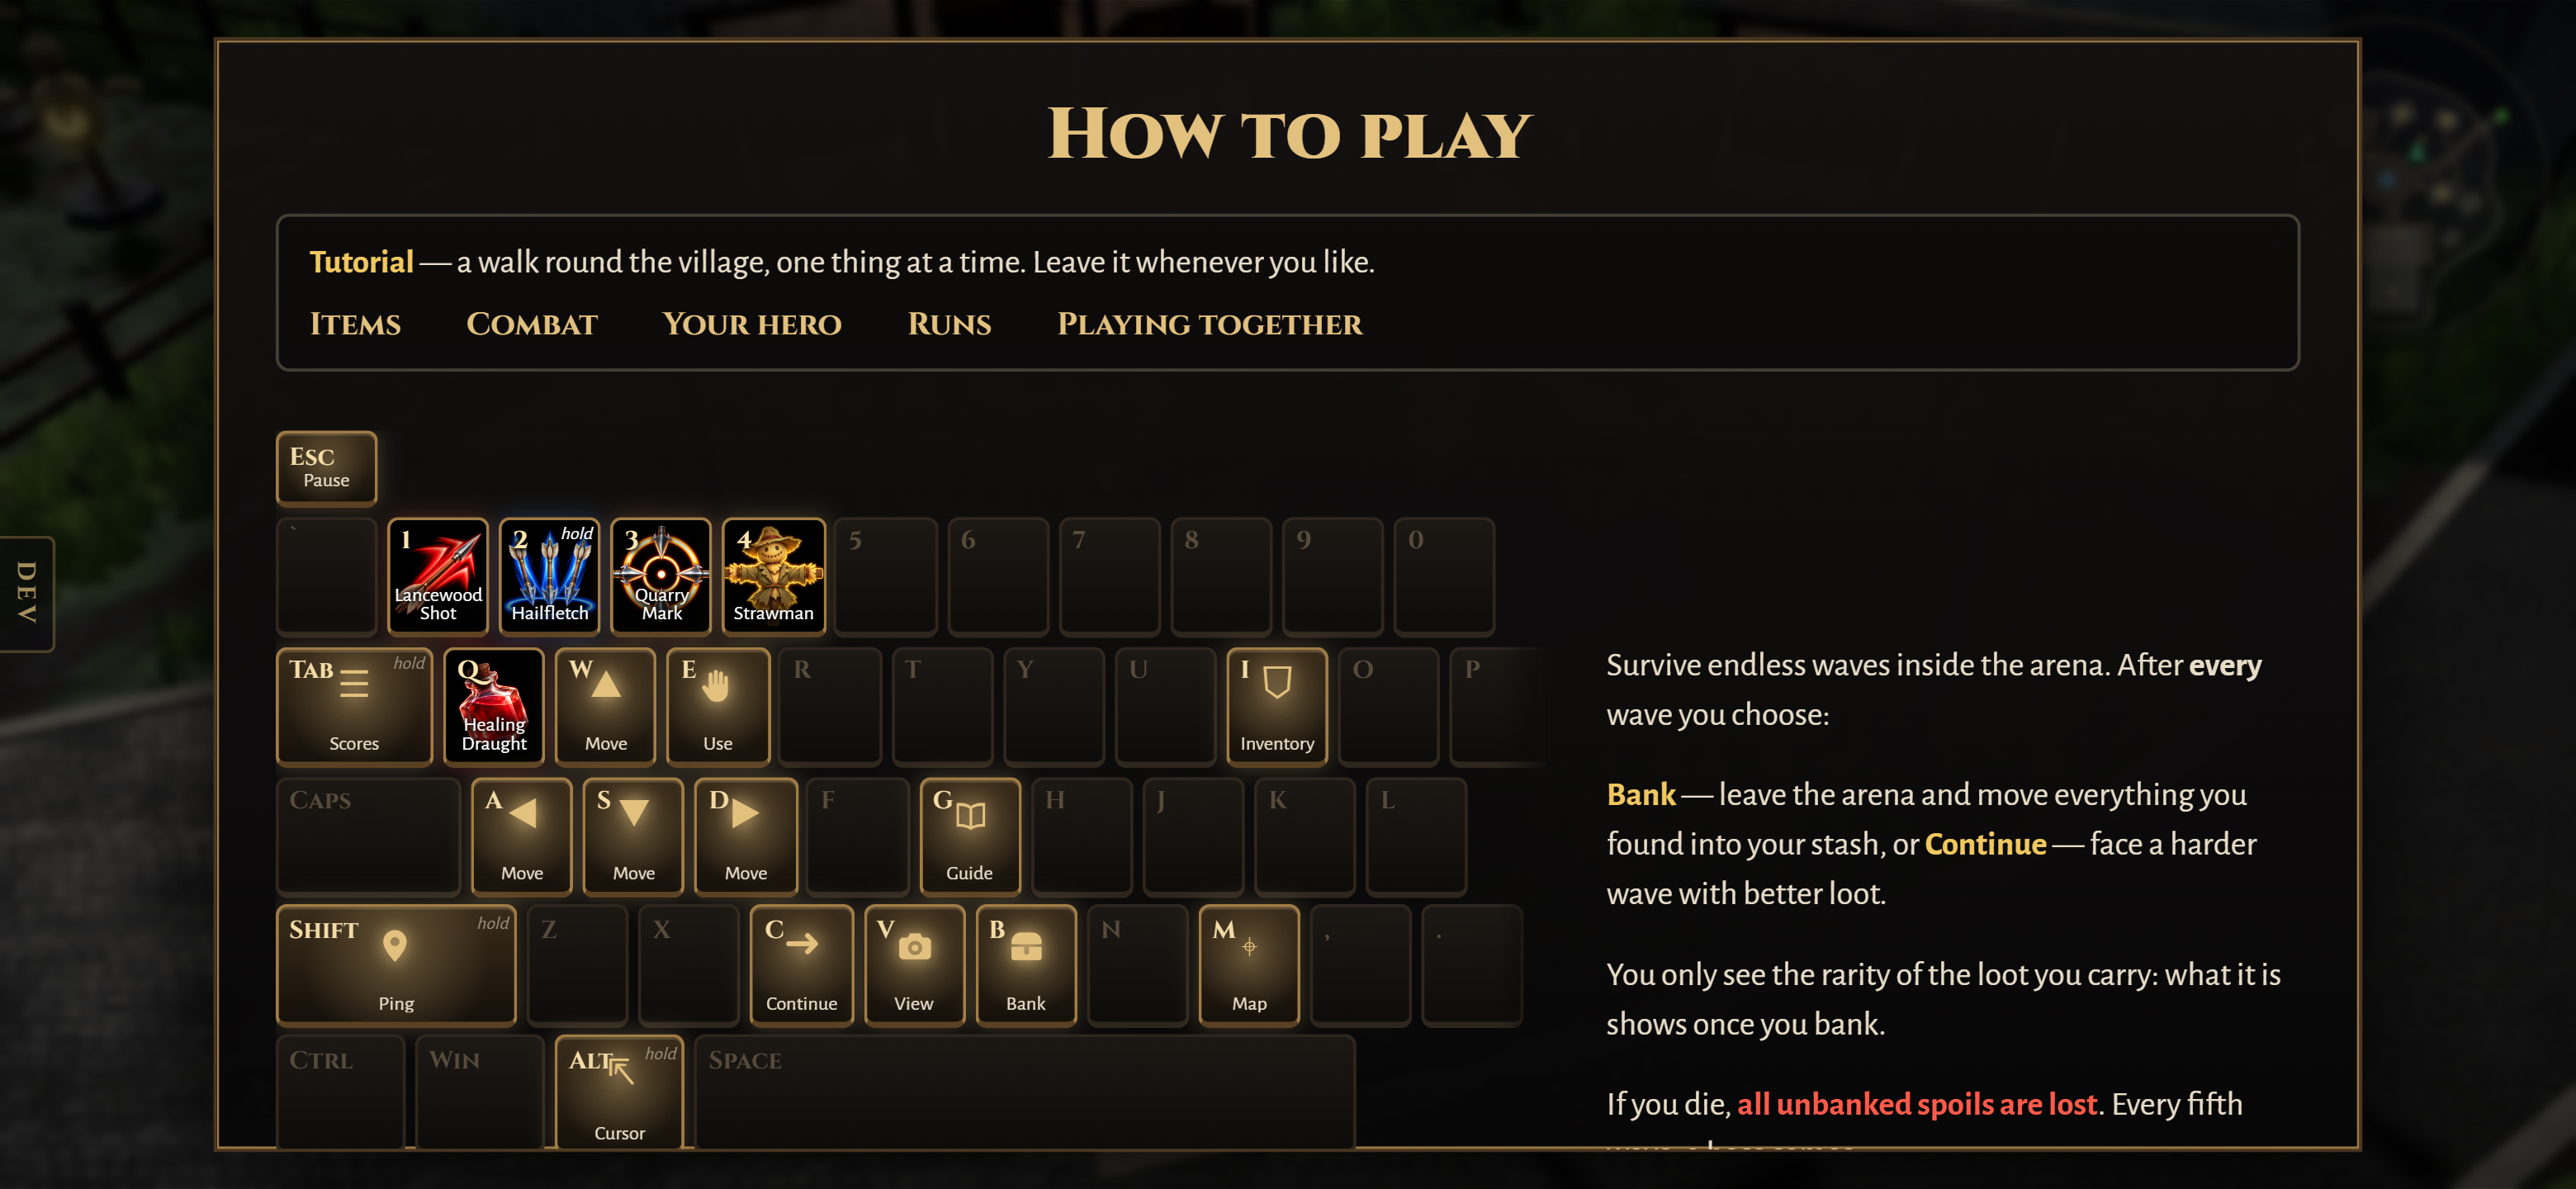 How to play
Tutorial — a walk round the village, one thing at a time. Leave it whenever you like.
Items Combat Your hero Runs Playing together
Esc
Pause
` 1 2 hold 3 4 5 6 7 8 9 0
Lancewood Shot Hailfletch Quarry Mark Strawman
Tab hold Q W E R T Y U I O P
Scores Healing Draught Move Use Inventory
Caps A S D F G H J K L
Move Move Move Guide
Shift hold Z X C V B N M , .
Ping Continue View Bank Map
Ctrl Win Alt hold Space
Cursor
DEV
Survive endless waves inside the arena. After every
wave you choose:
Bank — leave the arena and move everything you
found into your stash, or Continue — face a harder
wave with better loot.
You only see the rarity of the loot you carry: what it is
shows once you bank.
If you die, all unbanked spoils are lost. Every fifth